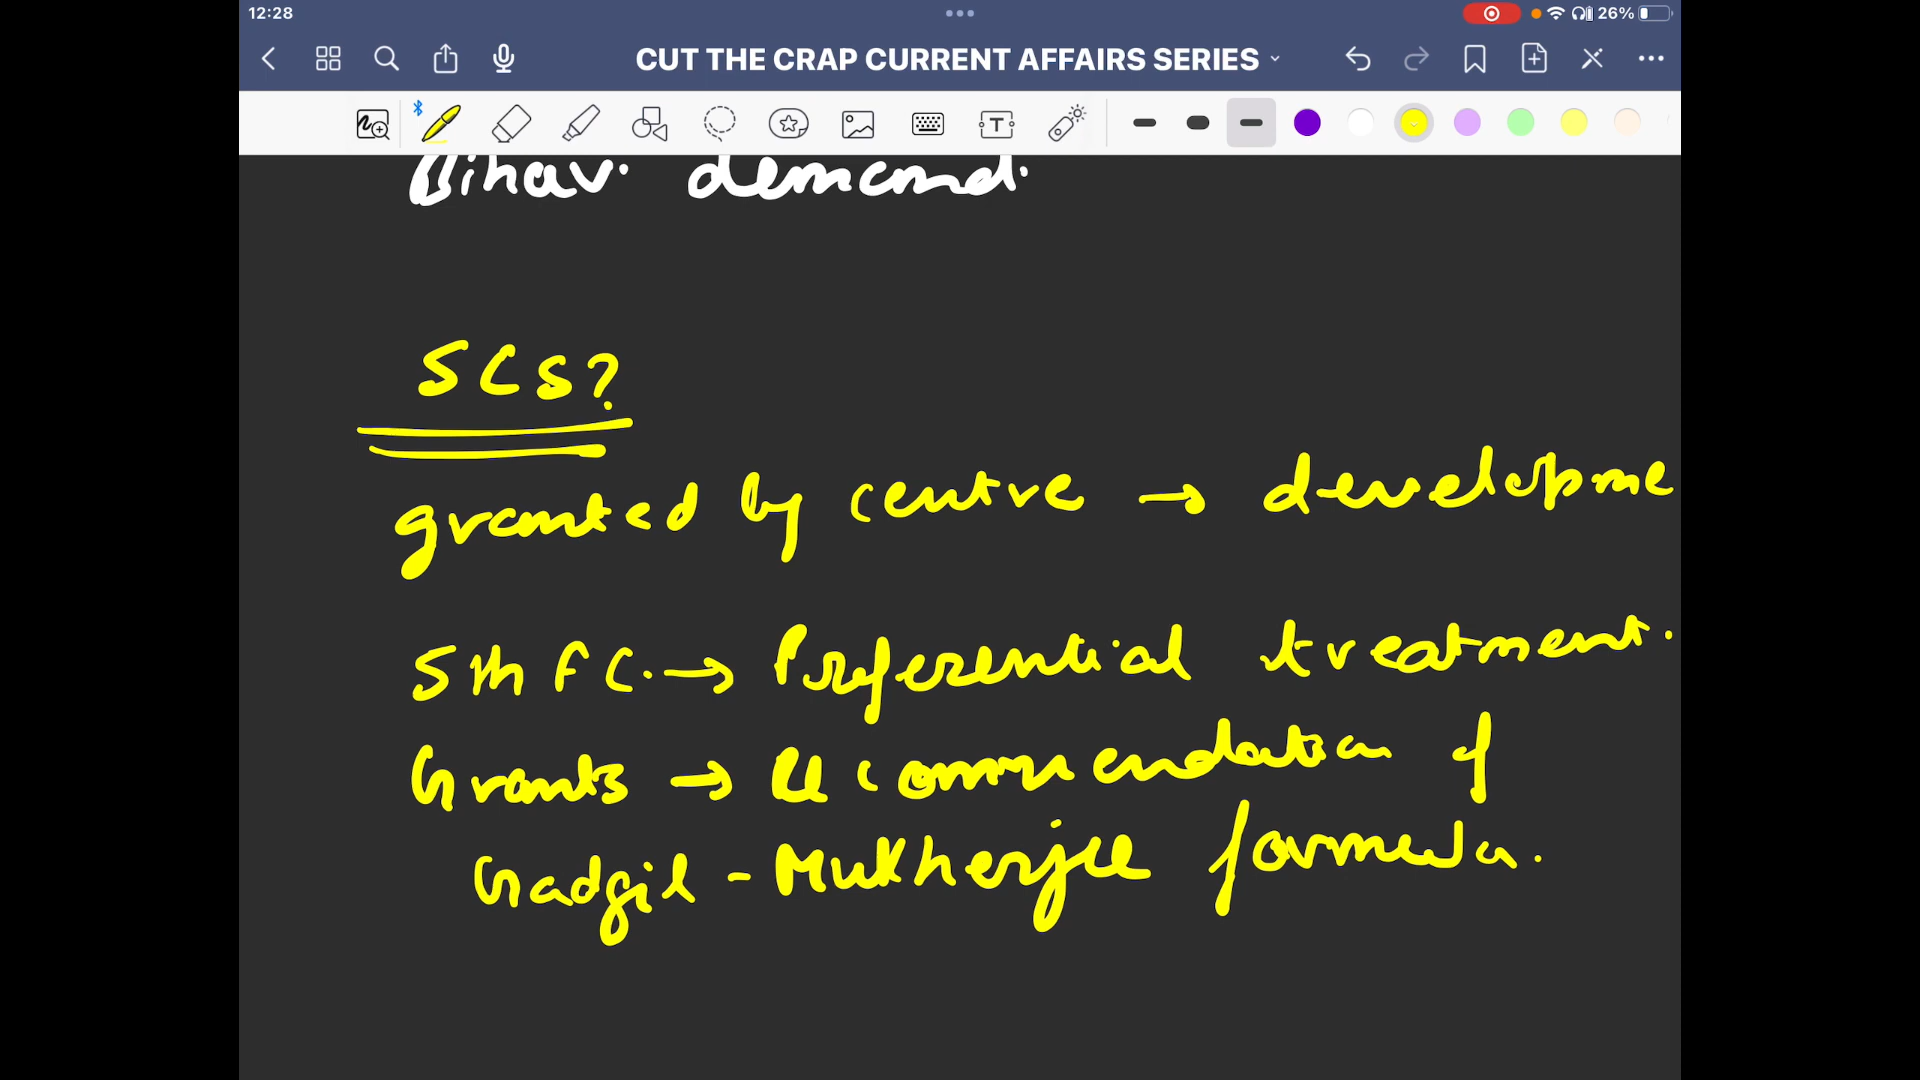 12:28
26%
CUT THE CRAP CURRENT AFFAIRS SERIES
Bihar. demand.
SCS?
granted by centre → developme
5th FC. → Preferential treatment.
Grants → Recommendation of
Gadgil - Mukherjee formula.